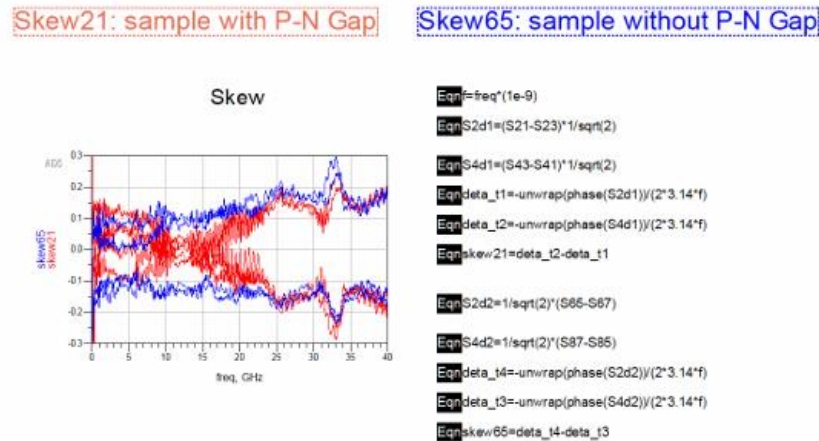 Skew21: sample with P-N Gap
Skew65: sample without P-N Gap
Skew
ADS
0.3
0.2
0.1
0.0
-0.1
-0.2
-0.3
skew65
skew21
0 5 10 15 20 25 30 35 40
freq, GHz
Eqn f=freq*(1e-9)
Eqn S2d1=(S21-S23)*1/sqrt(2)
Eqn S4d1=(S43-S41)*1/sqrt(2)
Eqn deta_t1=-unwrap(phase(S2d1))/(2*3.14*f)
Eqn deta_t2=-unwrap(phase(S4d1))/(2*3.14*f)
Eqn skew21=deta_t2-deta_t1
Eqn S2d2=1/sqrt(2)*(S65-S67)
Eqn S4d2=1/sqrt(2)*(S87-S85)
Eqn deta_t4=-unwrap(phase(S2d2))/(2*3.14*f)
Eqn deta_t3=-unwrap(phase(S4d2))/(2*3.14*f)
Eqn skew65=deta_t4-deta_t3